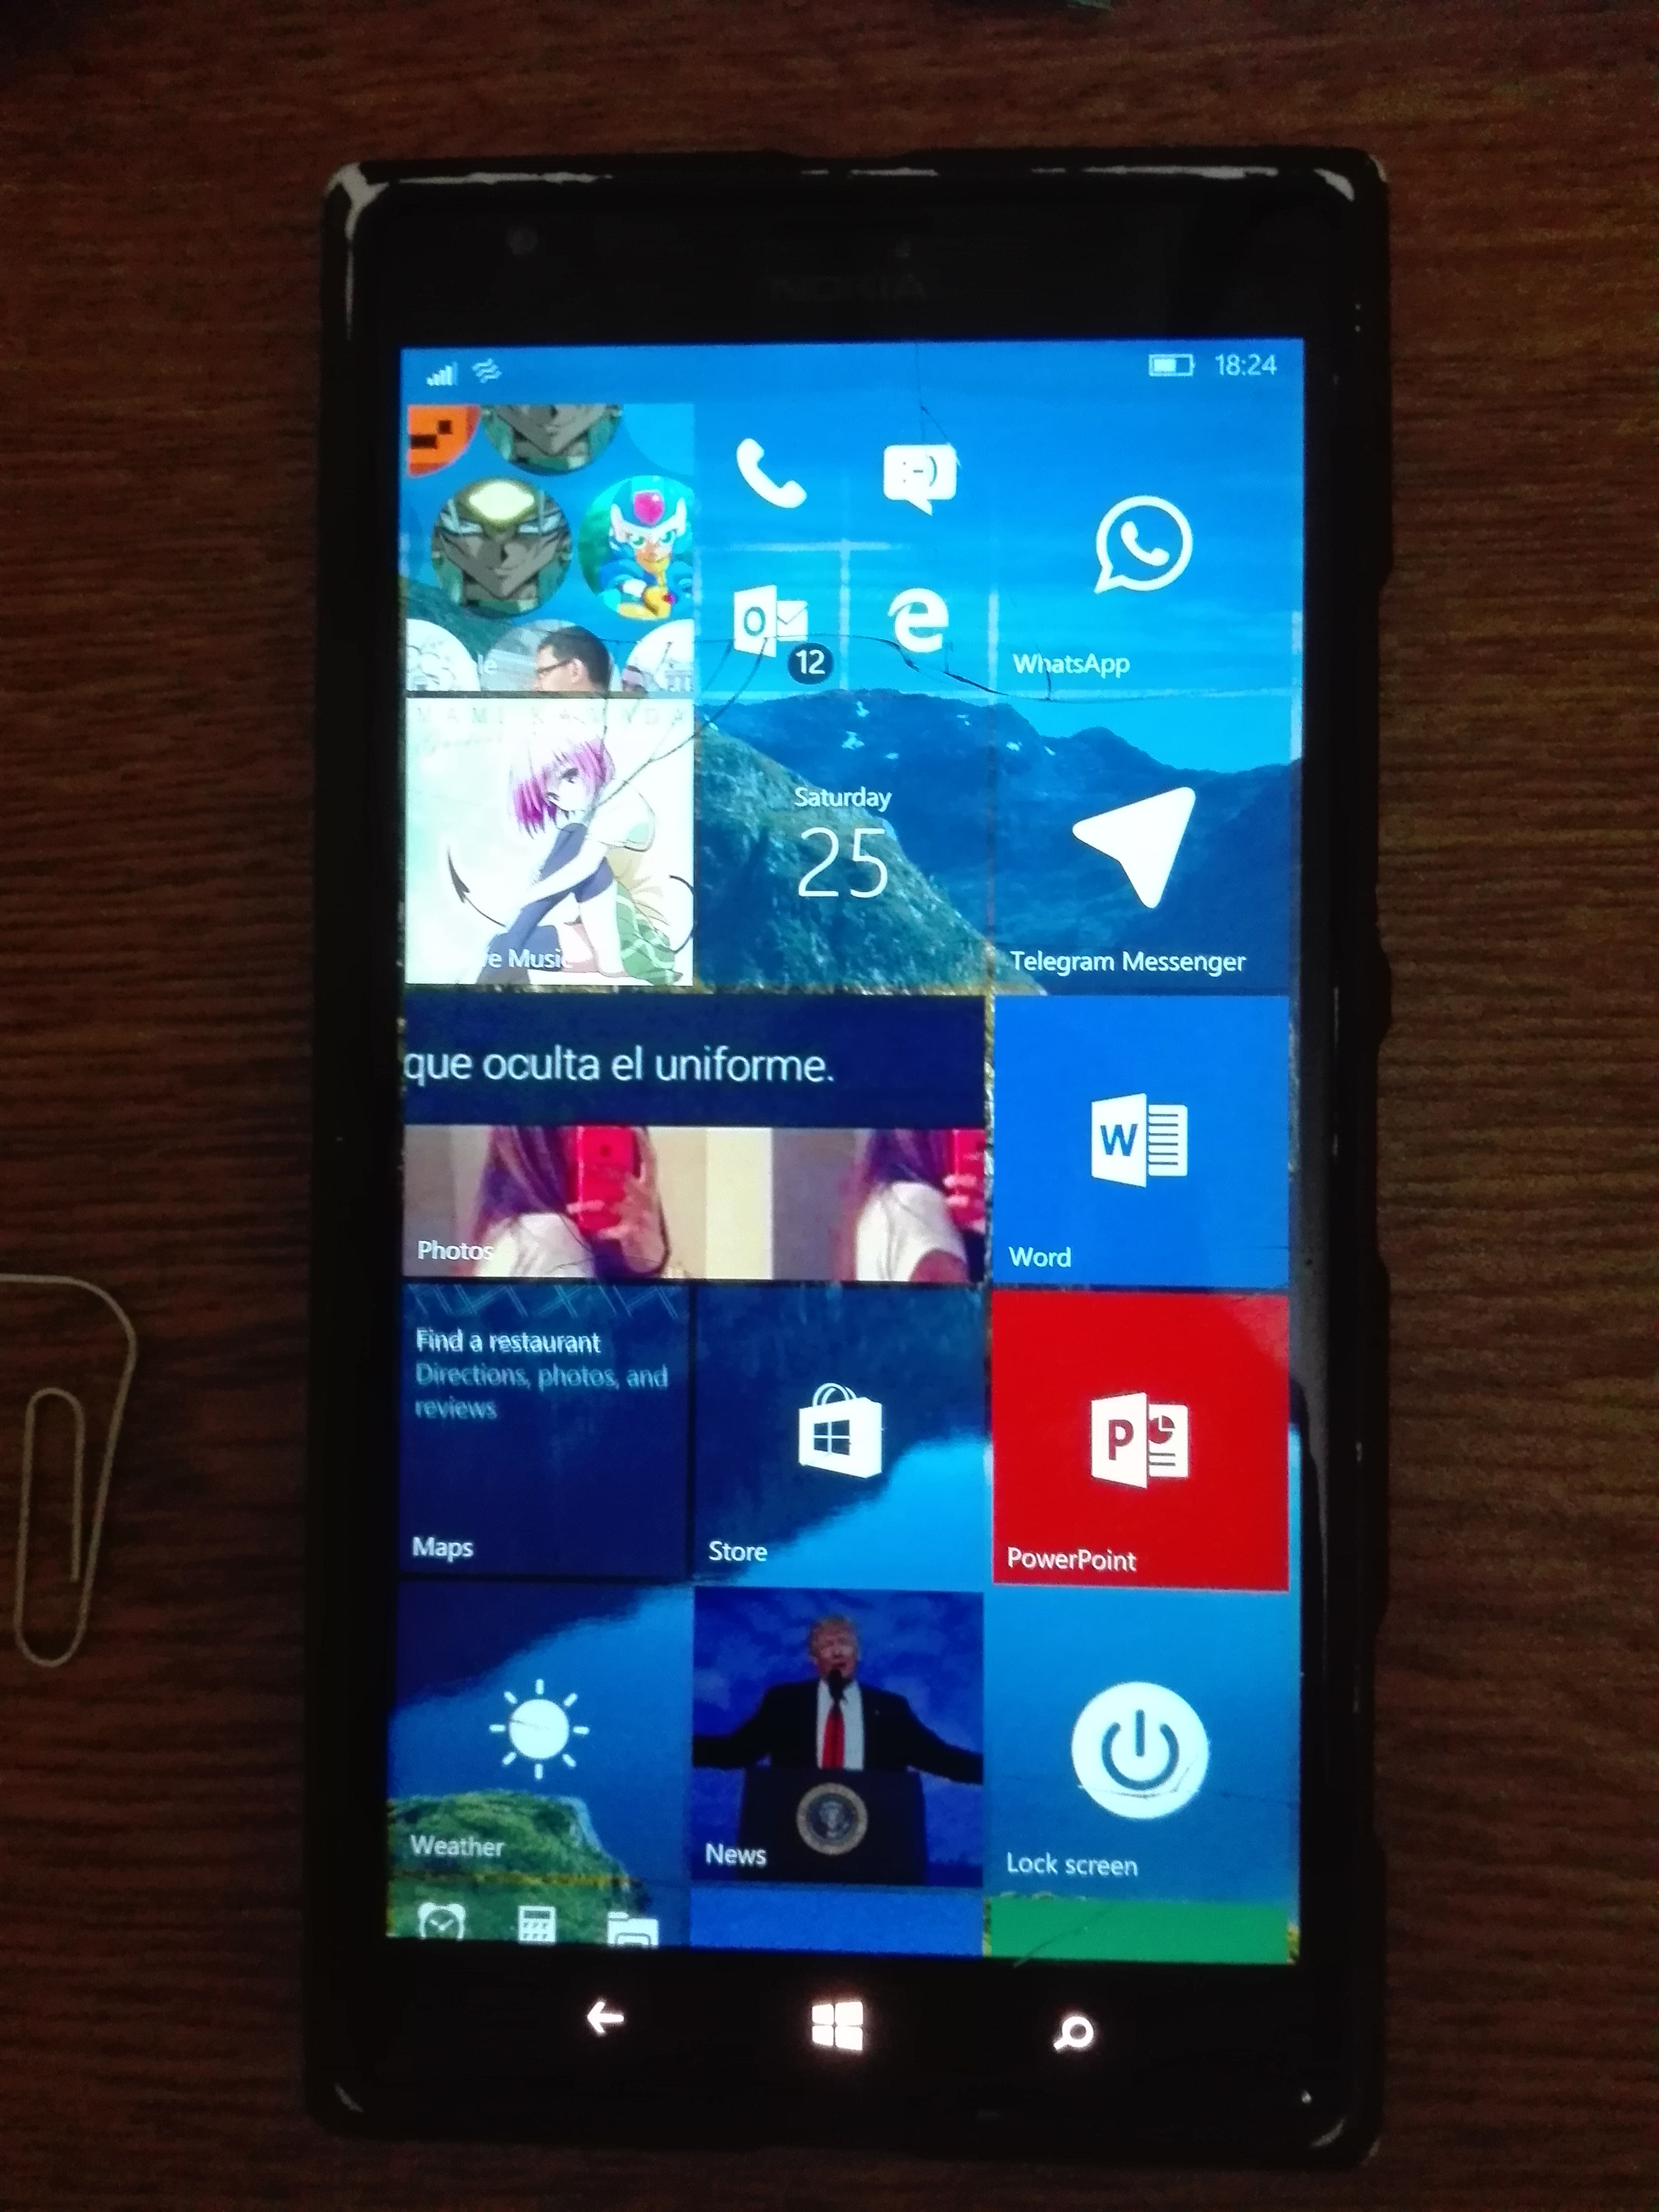 NOKIA
18:24
12
WhatsApp
Saturday
25
Telegram Messenger
que oculta el uniforme.
Photos
W
Word
Find a restaurant
Directions, photos, and
reviews
Maps
Store
P
PowerPoint
Weather
News
Lock screen